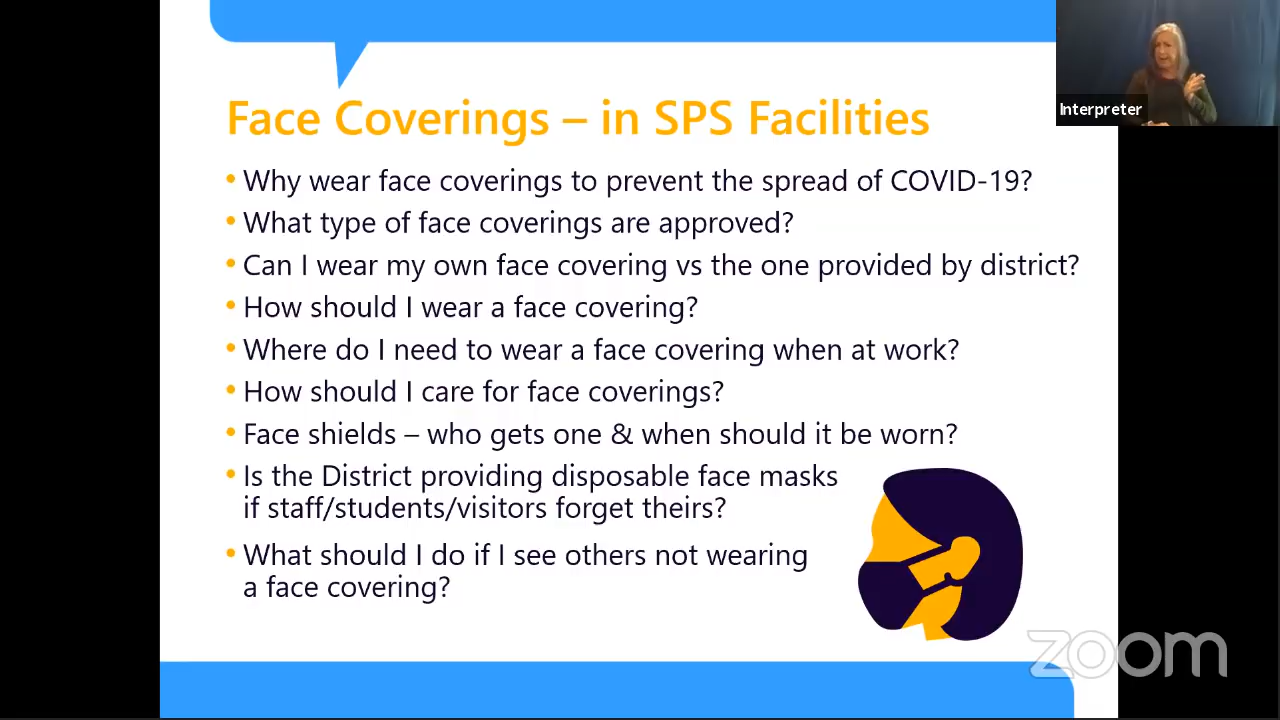 Interpreter
Face Coverings – in SPS Facilities
• Why wear face coverings to prevent the spread of COVID-19?
• What type of face coverings are approved?
• Can I wear my own face covering vs the one provided by district?
• How should I wear a face covering?
• Where do I need to wear a face covering when at work?
• How should I care for face coverings?
• Face shields – who gets one & when should it be worn?
• Is the District providing disposable face masks
if staff/students/visitors forget theirs?
• What should I do if I see others not wearing
a face covering?
zoom